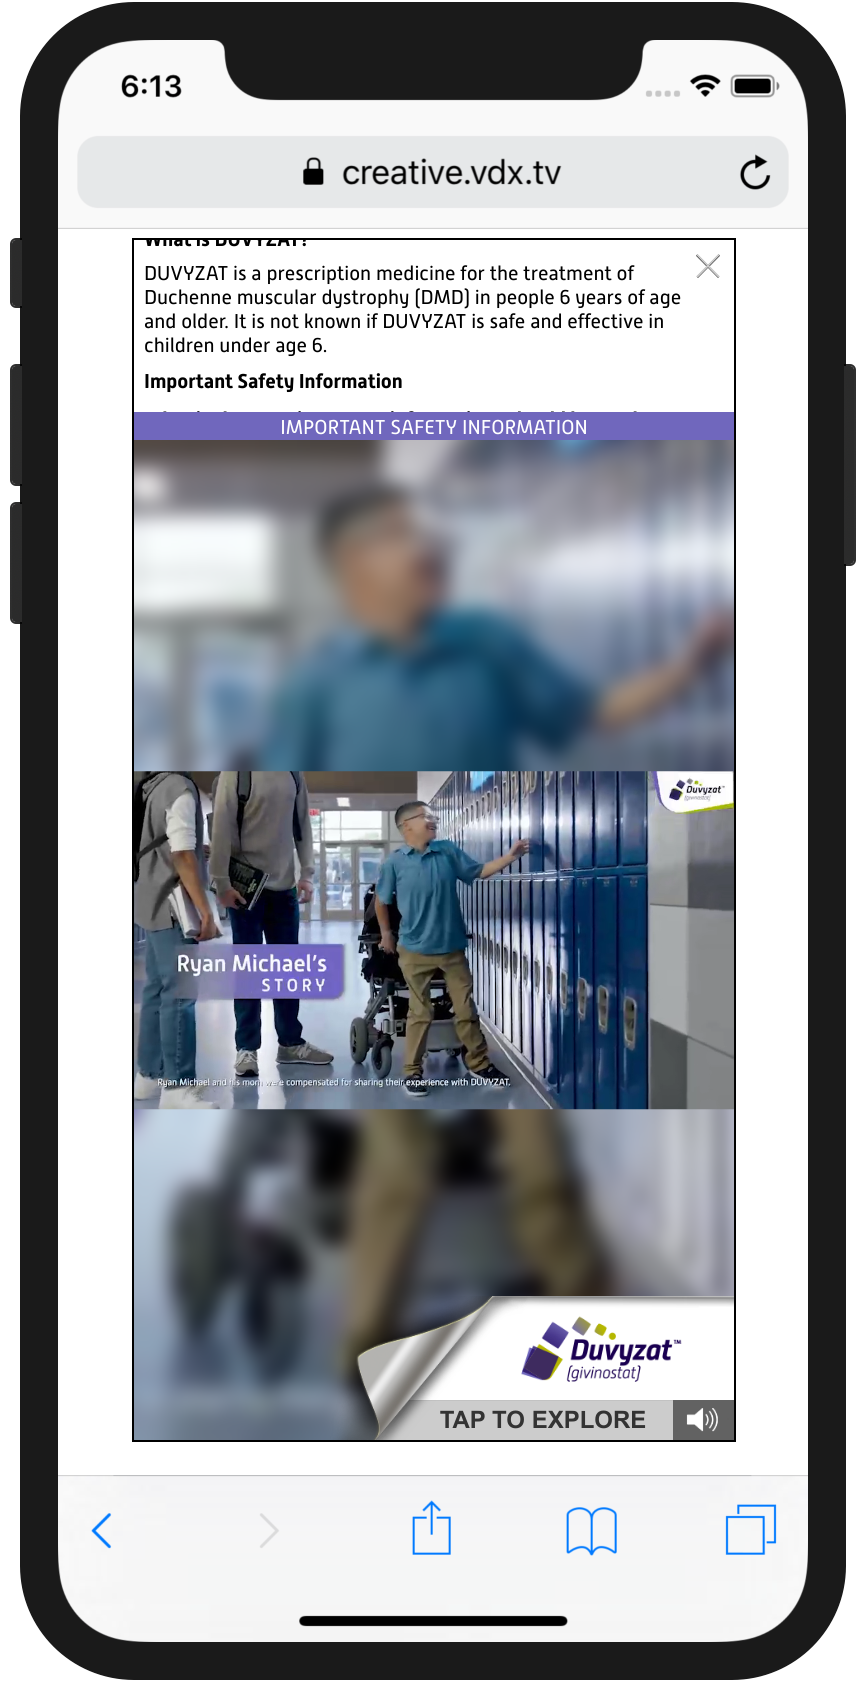 6:13
creative.vdx.tv
What is DUVYZAT?
DUVYZAT is a prescription medicine for the treatment of
Duchenne muscular dystrophy (DMD) in people 6 years of age
and older. It is not known if DUVYZAT is safe and effective in
children under age 6.
Important Safety Information
IMPORTANT SAFETY INFORMATION
Duvyzat™
(givinostat)
Ryan Michael's
STORY
Ryan Michael and his mom were compensated for sharing their experience with DUVYZAT.
Duvyzat™
(givinostat)
TAP TO EXPLORE